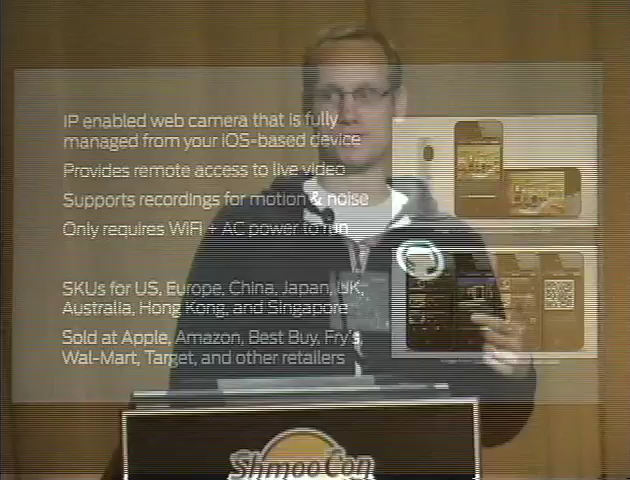 IP enabled web camera that is fully
managed from your iOS-based device
Provides remote access to live video
Supports recordings for motion & noise
Only requires WiFi + AC power to run
SKUs for US, Europe, China, Japan, UK,
Australia, Hong Kong, and Singapore
Sold at Apple, Amazon, Best Buy, Fry's,
Wal-Mart, Target, and other retailers
ShmooCon